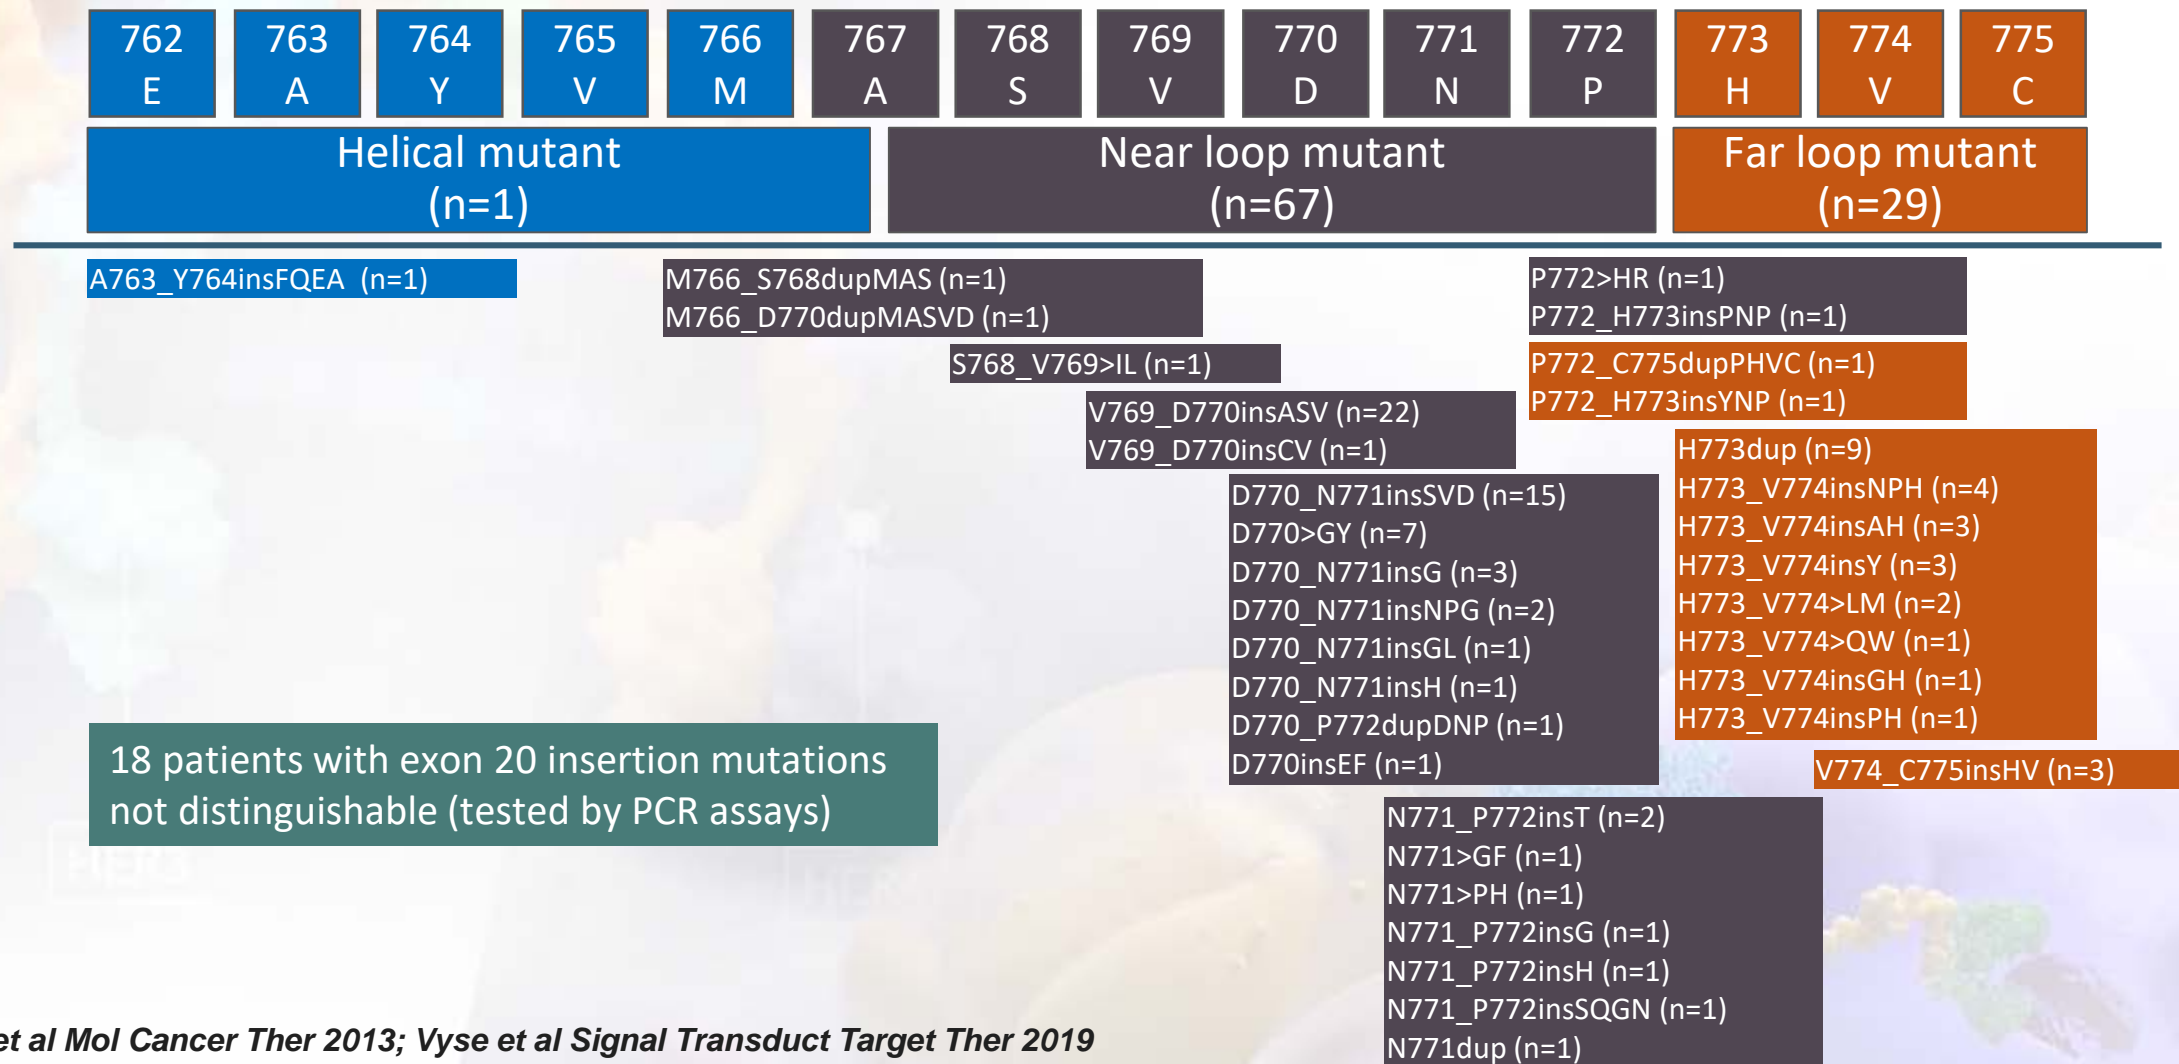 762 763 764 765 766 767 768 769 770 771 772 773 774 775
E A Y V M A S V D N P H V C
Helical mutant
(n=1)
Near loop mutant
(n=67)
Far loop mutant
(n=29)
A763_Y764insFQEA (n=1)
M766_S768dupMAS (n=1)
M766_D770dupMASVD (n=1)
S768_V769>IL (n=1)
V769_D770insASV (n=22)
V769_D770insCV (n=1)
D770_N771insSVD (n=15)
D770>GY (n=7)
D770_N771insG (n=3)
D770_N771insNPG (n=2)
D770_N771insGL (n=1)
D770_N771insH (n=1)
D770_P772dupDNP (n=1)
D770insEF (n=1)
N771_P772insT (n=2)
N771>GF (n=1)
N771>PH (n=1)
N771_P772insG (n=1)
N771_P772insH (n=1)
N771_P772insSQGN (n=1)
N771dup (n=1)
P772>HR (n=1)
P772_H773insPNP (n=1)
P772_C775dupPHVC (n=1)
P772_H773insYNP (n=1)
H773dup (n=9)
H773_V774insNPH (n=4)
H773_V774insAH (n=3)
H773_V774insY (n=3)
H773_V774>LM (n=2)
H773_V774>QW (n=1)
H773_V774insGH (n=1)
H773_V774insPH (n=1)
V774_C775insHV (n=3)
18 patients with exon 20 insertion mutations
not distinguishable (tested by PCR assays)
HER3
et al Mol Cancer Ther 2013; Vyse et al Signal Transduct Target Ther 2019